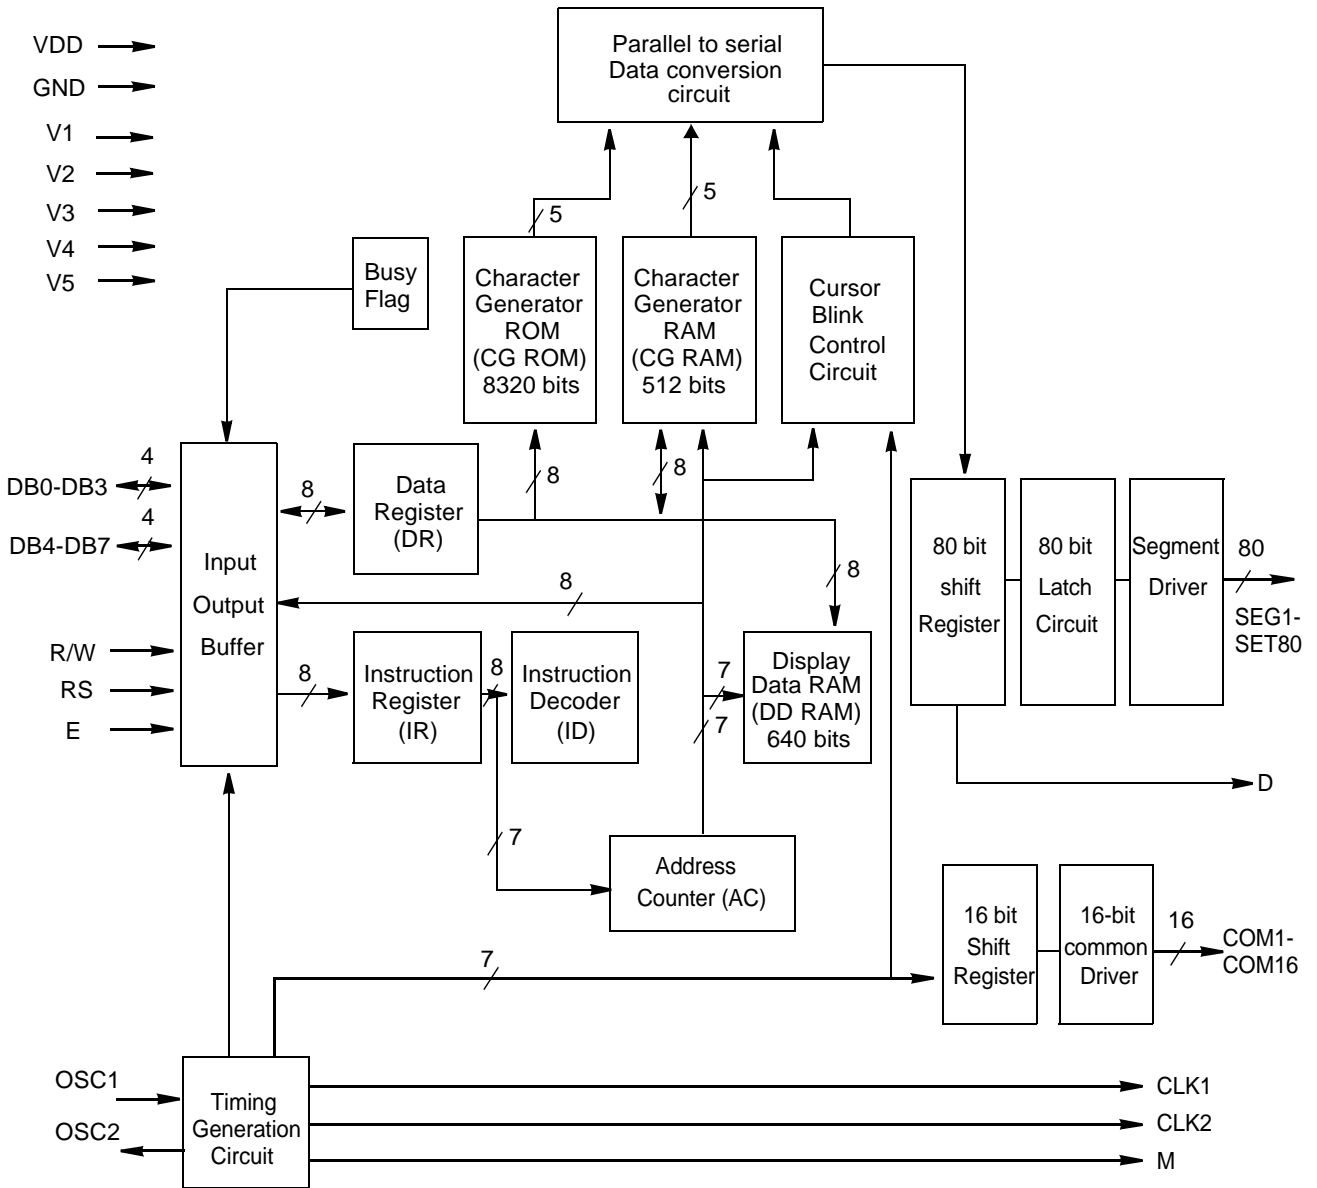 VDD
GND
V1
V2
V3
V4
V5
Parallel to serial
Data conversion
circuit
5
5
Busy
Flag
Character
Generator
ROM
(CG ROM)
8320 bits
Character
Generator
RAM
(CG RAM)
512 bits
Cursor
Blink
Control
Circuit
DB0-DB3
4
DB4-DB7
4
R/W
RS
E
Input
Output
Buffer
8
Data
Register
(DR)
8
8
8
8
8
Instruction
Register
(IR)
8
Instruction
Decoder
(ID)
7
7
Display
Data RAM
(DD RAM)
640 bits
7
Address
Counter (AC)
80 bit
shift
Register
80 bit
Latch
Circuit
Segment
Driver
80
SEG1-
SET80
D
16 bit
Shift
Register
16-bit
common
Driver
16
COM1-
COM16
7
OSC1
OSC2
Timing
Generation
Circuit
CLK1
CLK2
M